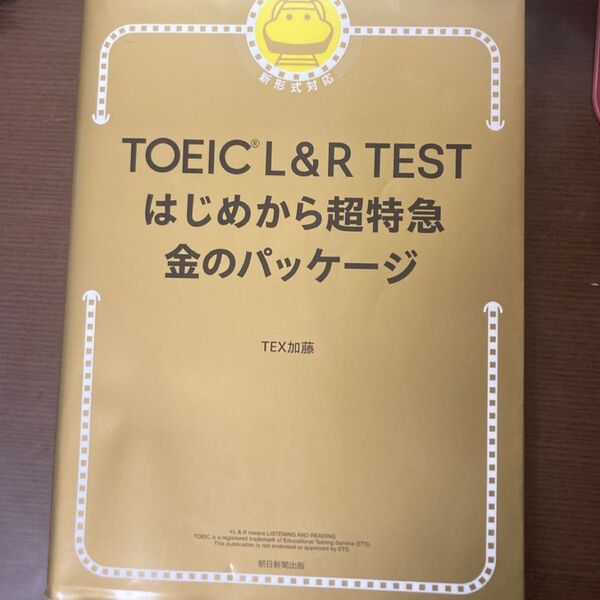 新形式対応
TOEIC® L&R TEST
はじめから超特急
金のパッケージ
TEX加藤
*L & R means LISTENING AND READING
TOEIC is a registered trademark of Educational Testing Service (ETS).
This publication is not endorsed or approved by ETS.
朝日新聞出版